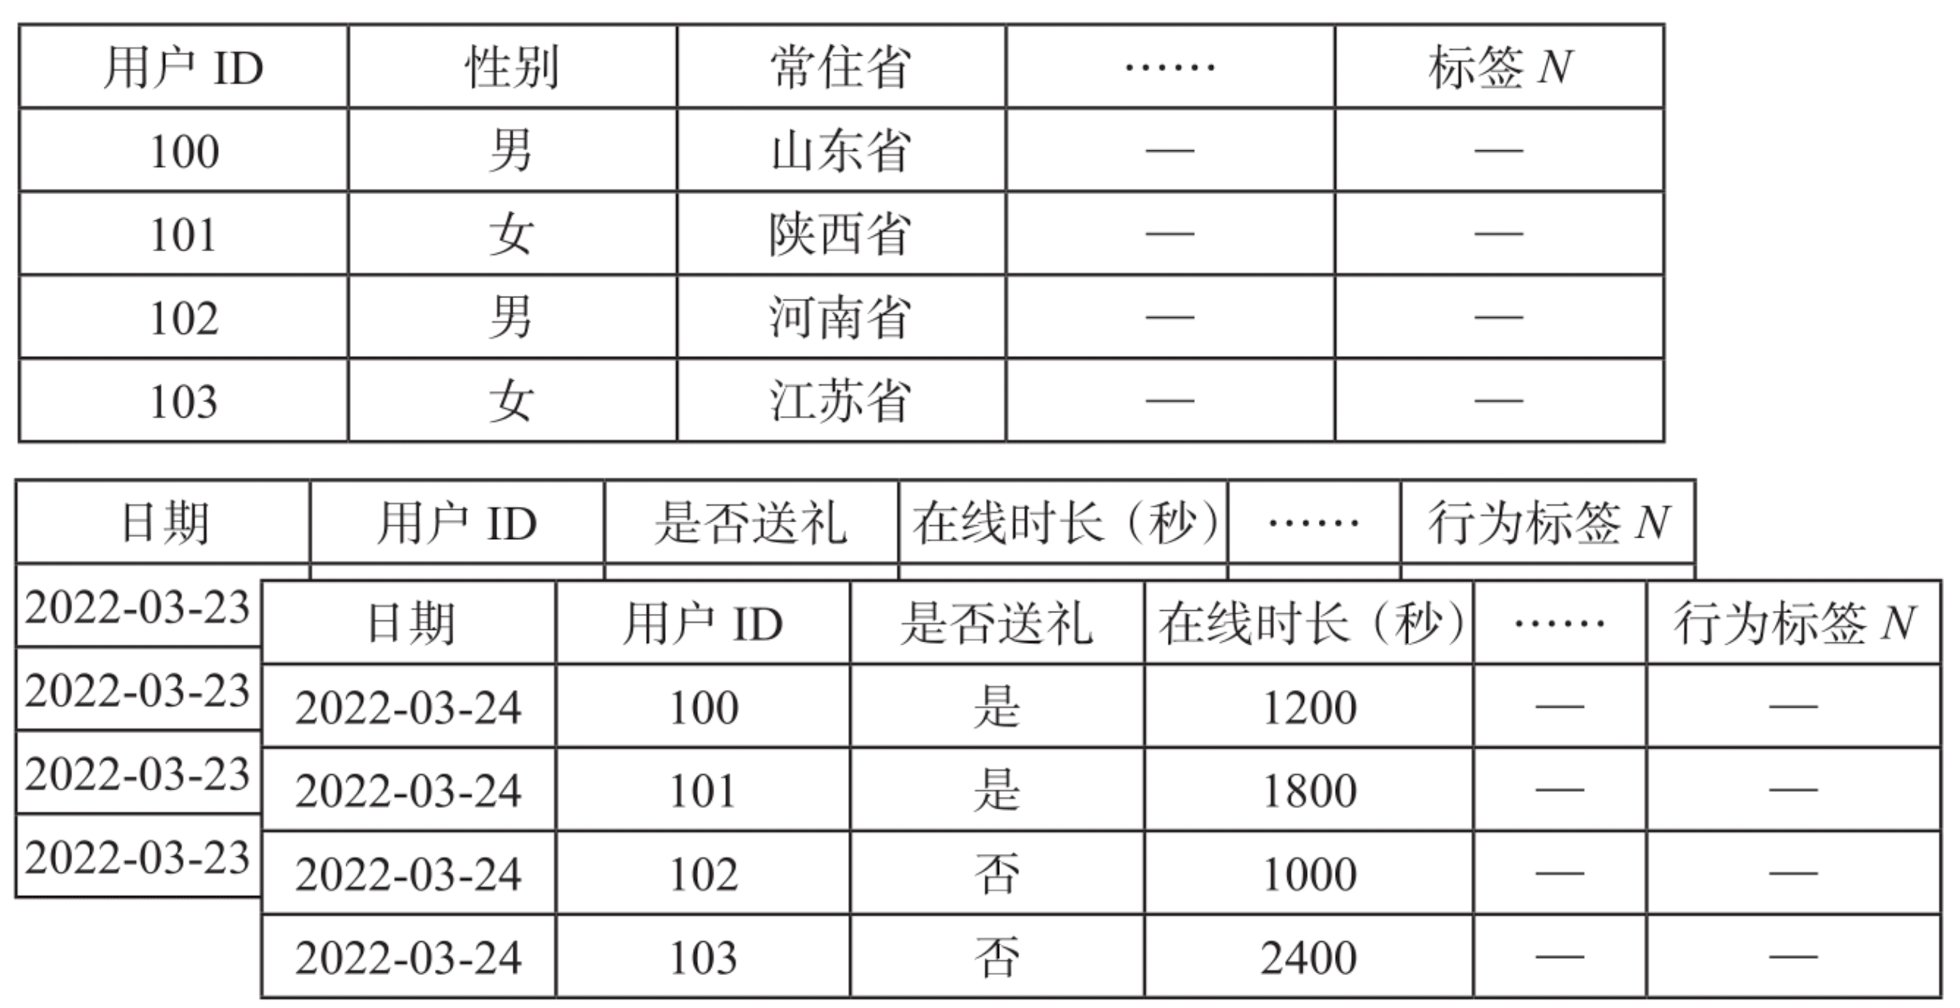 用户 ID 性别 常住省 …… 标签 N
100 男 山东省 — —
101 女 陕西省 — —
102 男 河南省 — —
103 女 江苏省 — —
日期 用户 ID 是否送礼 在线时长（秒） …… 行为标签 N
2022-03-23
2022-03-23
2022-03-23
2022-03-23
日期 用户 ID 是否送礼 在线时长（秒） …… 行为标签 N
2022-03-24 100 是 1200 — —
2022-03-24 101 是 1800 — —
2022-03-24 102 否 1000 — —
2022-03-24 103 否 2400 — —